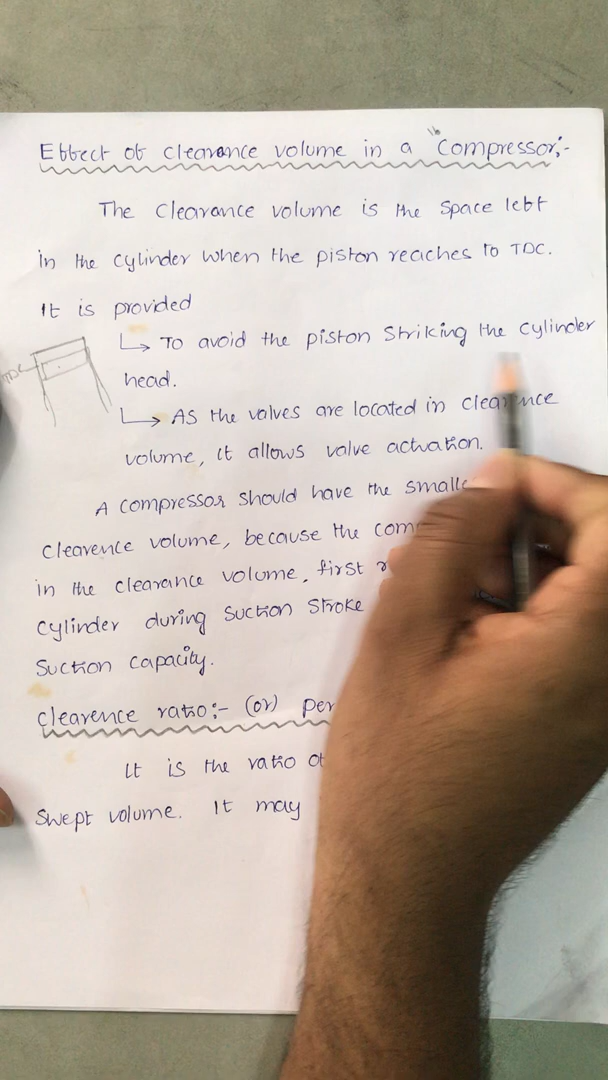 Effect of clearance volume in a Compressor:-
The clearance volume is the space left
in the cylinder when the piston reaches to TDC.
It is provided
↳ To avoid the piston striking the cylinder
head.
TDC
↳ As the valves are located in clearance
volume, it allows valve actuation.
A compressor should have the
clearence volume, because the
in the clearance volume, first
cylinder during suction stroke
suction capacity.
clearence ratio:- (or)
It is the ratio of
swept volume. It may